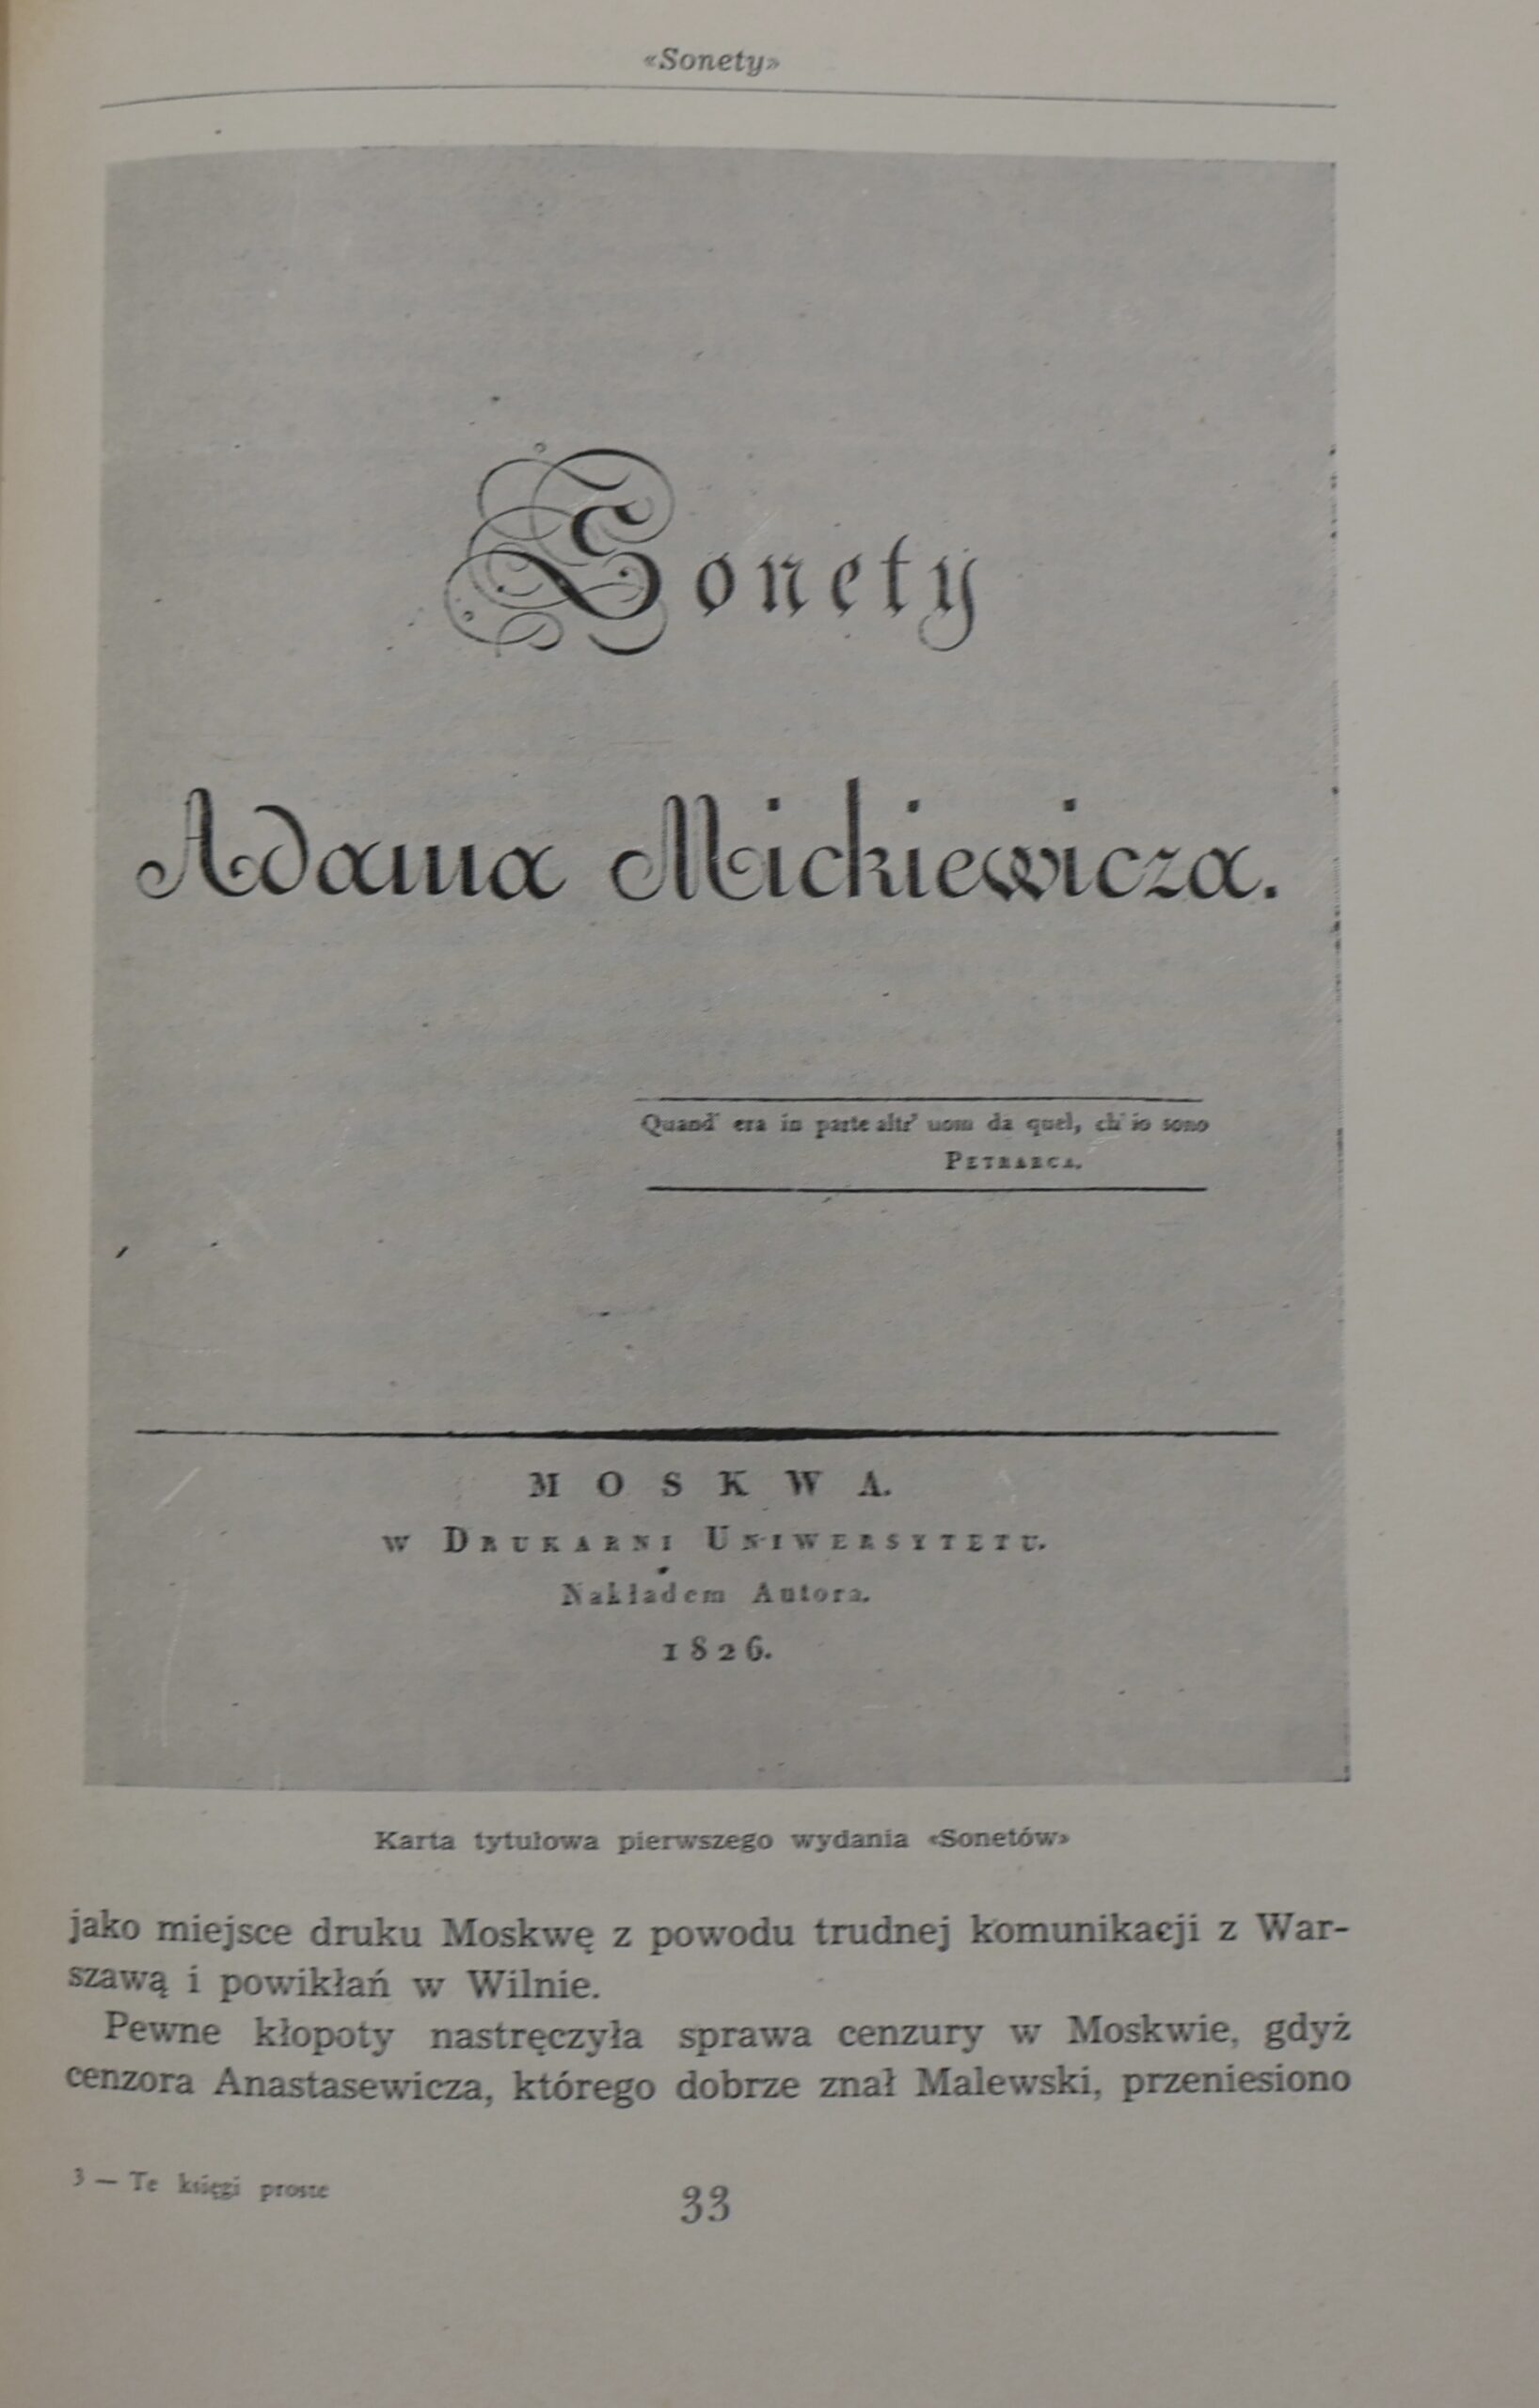 «Sonety»
Sonety
Adama Mickiewicza.
Quand' era in parte altr' uom da quel, ch' io sono
PETRARCA.
MOSKWA.
W DRUKARNI UNIWERSYTETU.
Nakładem Autora.
1826.
Karta tytułowa pierwszego wydania «Sonetów»
jako miejsce druku Moskwę z powodu trudnej komunikacji z War-
szawą i powikłań w Wilnie.
Pewne kłopoty nastręczyła sprawa cenzury w Moskwie, gdyż
cenzora Anastasewicza, którego dobrze znał Malewski, przeniesiono
3 — Te księgi proste
33